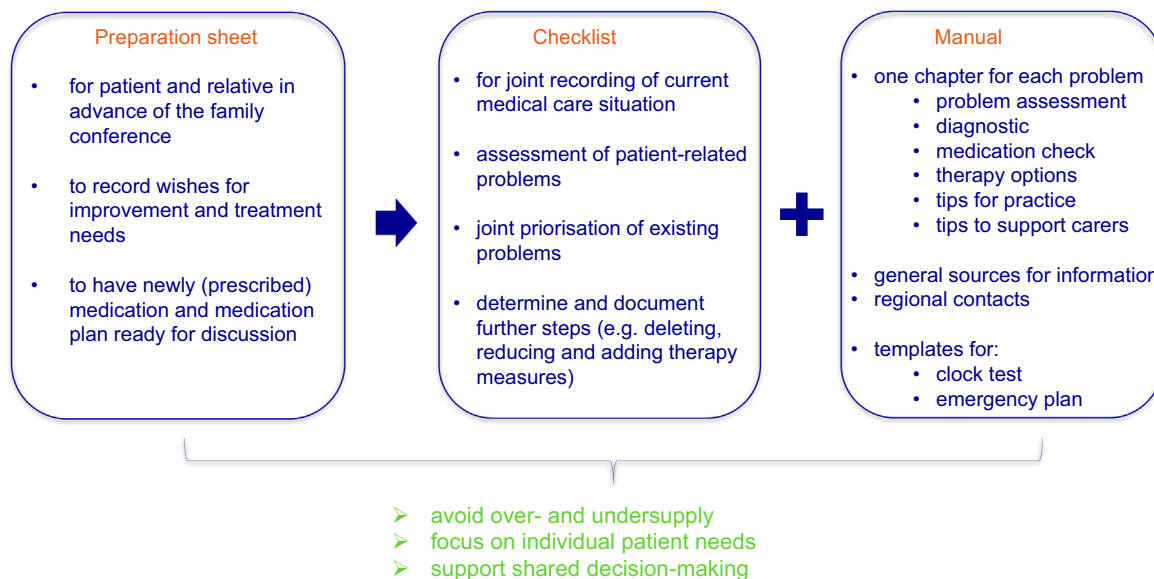 Preparation sheet
• for patient and relative in
advance of the family
conference
• to record wishes for
improvement and treatment
needs
• to have newly (prescribed)
medication and medication
plan ready for discussion
Checklist
• for joint recording of current
medical care situation
• assessment of patient-related
problems
• joint priorisation of existing
problems
• determine and document
further steps (e.g. deleting,
reducing and adding therapy
measures)
Manual
• one chapter for each problem
• problem assessment
• diagnostic
• medication check
• therapy options
• tips for practice
• tips to support carers
• general sources for information
• regional contacts
• templates for:
• clock test
• emergency plan
➢ avoid over- and undersupply
➢ focus on individual patient needs
➢ support shared decision-making